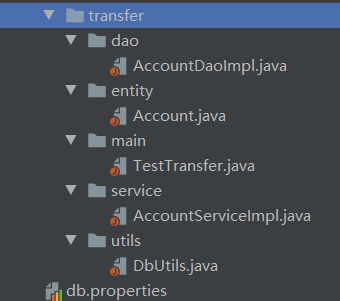 transfer
dao
AccountDaoImpl.java
entity
Account.java
main
TestTransfer.java
service
AccountServiceImpl.java
utils
DbUtils.java
db.properties